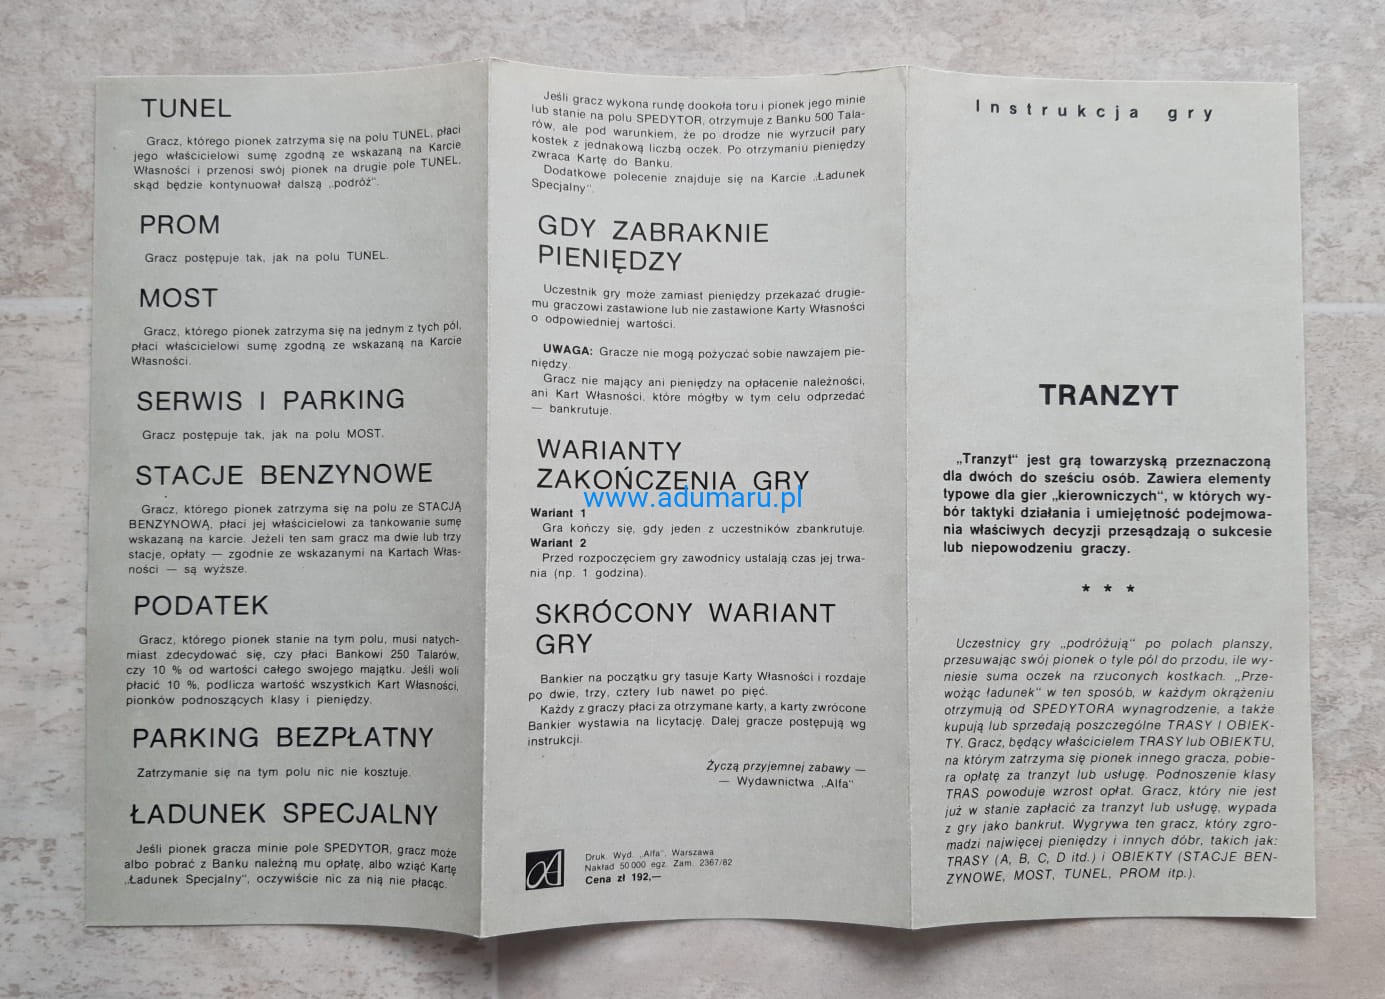 TUNEL
Gracz, którego pionek zatrzyma się na polu TUNEL, płaci
jego właścicielowi sumę zgodną ze wskazaną na Karcie
Własności i przenosi swój pionek na drugie pole TUNEL,
skąd będzie kontynuował dalszą „podróż”.
PROM
Gracz postępuje tak, jak na polu TUNEL.
MOST
Gracz, którego pionek zatrzyma się na jednym z tych pól,
płaci właścicielowi sumę zgodną ze wskazaną na Karcie
Własności.
SERWIS I PARKING
Gracz postępuje tak, jak na polu MOST.
STACJE BENZYNOWE
Gracz, którego pionek zatrzyma się na polu ze STACJĄ
BENZYNOWĄ, płaci jej właścicielowi za tankowanie sumę
wskazaną na karcie. Jeżeli ten sam gracz ma dwie lub trzy
stacje, opłaty — zgodnie ze wskazanymi na Kartach Włas-
ności — są wyższe.
PODATEK
Gracz, którego pionek stanie na tym polu, musi natych-
miast zdecydować się, czy płaci Bankowi 250 Talarów,
czy 10 % od wartości całego swojego majątku. Jeśli woli
płacić 10 %, podlicza wartość wszystkich Kart Własności,
pionków podnoszących klasy i pieniędzy.
PARKING BEZPŁATNY
Zatrzymanie się na tym polu nic nie kosztuje.
ŁADUNEK SPECJALNY
Jeśli pionek gracza minie pole SPEDYTOR, gracz może
albo pobrać z Banku należną mu opłatę, albo wziąć Kartę
„Ładunek Specjalny”, oczywiście nic za nią nie płacąc.
Jeśli gracz wykona rundę dookoła toru i pionek jego minie
lub stanie na polu SPEDYTOR, otrzymuje z Banku 500 Tala-
rów, ale pod warunkiem, że po drodze nie wyrzucił pary
kostek z jednakową liczbą oczek. Po otrzymaniu pieniędzy
zwraca Kartę do Banku.
Dodatkowe polecenie znajduje się na Karcie „Ładunek
Specjalny”.
GDY ZABRAKNIE
PIENIĘDZY
Uczestnik gry może zamiast pieniędzy przekazać drugie-
mu graczowi zastawione lub nie zastawione Karty Własności
o odpowiedniej wartości.
UWAGA: Gracze nie mogą pożyczać sobie nawzajem pie-
niędzy.
Gracz nie mający ani pieniędzy na opłacenie należności,
ani Kart Własności, które mógłby w tym celu odprzedać
— bankrutuje.
WARIANTY
ZAKOŃCZENIA GRY
www.adumaru.pl
Wariant 1
Gra kończy się, gdy jeden z uczestników zbankrutuje.
Wariant 2
Przed rozpoczęciem gry zawodnicy ustalają czas jej trwa-
nia (np. 1 godzina).
SKRÓCONY WARIANT
GRY
Bankier na początku gry tasuje Karty Własności i rozdaje
po dwie, trzy, cztery lub nawet po pięć.
Każdy z graczy płaci za otrzymane karty, a karty zwrócone
Bankier wystawia na licytację. Dalej gracze postępują wg
instrukcji.
Życzą przyjemnej zabawy —
— Wydawnictwa „Alfa”
Druk. Wyd. „Alfa”. Warszawa
Nakład 50 000 egz. Zam. 2367/82
Cena zł 192,—
Instrukcja gry
TRANZYT
„Tranzyt” jest grą towarzyską przeznaczoną
dla dwóch do sześciu osób. Zawiera elementy
typowe dla gier „kierowniczych”, w których wy-
bór taktyki działania i umiejętność podejmowa-
nia właściwych decyzji przesądzają o sukcesie
lub niepowodzeniu graczy.
* * *
Uczestnicy gry „podróżują” po polach planszy,
przesuwając swój pionek o tyle pól do przodu, ile wy-
niesie suma oczek na rzuconych kostkach. „Prze-
wożąc ładunek” w ten sposób, w każdym okrążeniu
otrzymują od SPEDYTORA wynagrodzenie, a także
kupują lub sprzedają poszczególne TRASY I OBIEK-
TY. Gracz, będący właścicielem TRASY lub OBIEKTU,
na którym zatrzyma się pionek innego gracza, pobie-
ra opłatę za tranzyt lub usługę. Podnoszenie klasy
TRAS powoduje wzrost opłat. Gracz, który nie jest
już w stanie zapłacić za tranzyt lub usługę, wypada
z gry jako bankrut. Wygrywa ten gracz, który zgro-
madzi najwięcej pieniędzy i innych dóbr, takich jak:
TRASY (A, B, C, D itd.) i OBIEKTY (STACJE BEN-
ZYNOWE, MOST, TUNEL, PROM itp.).